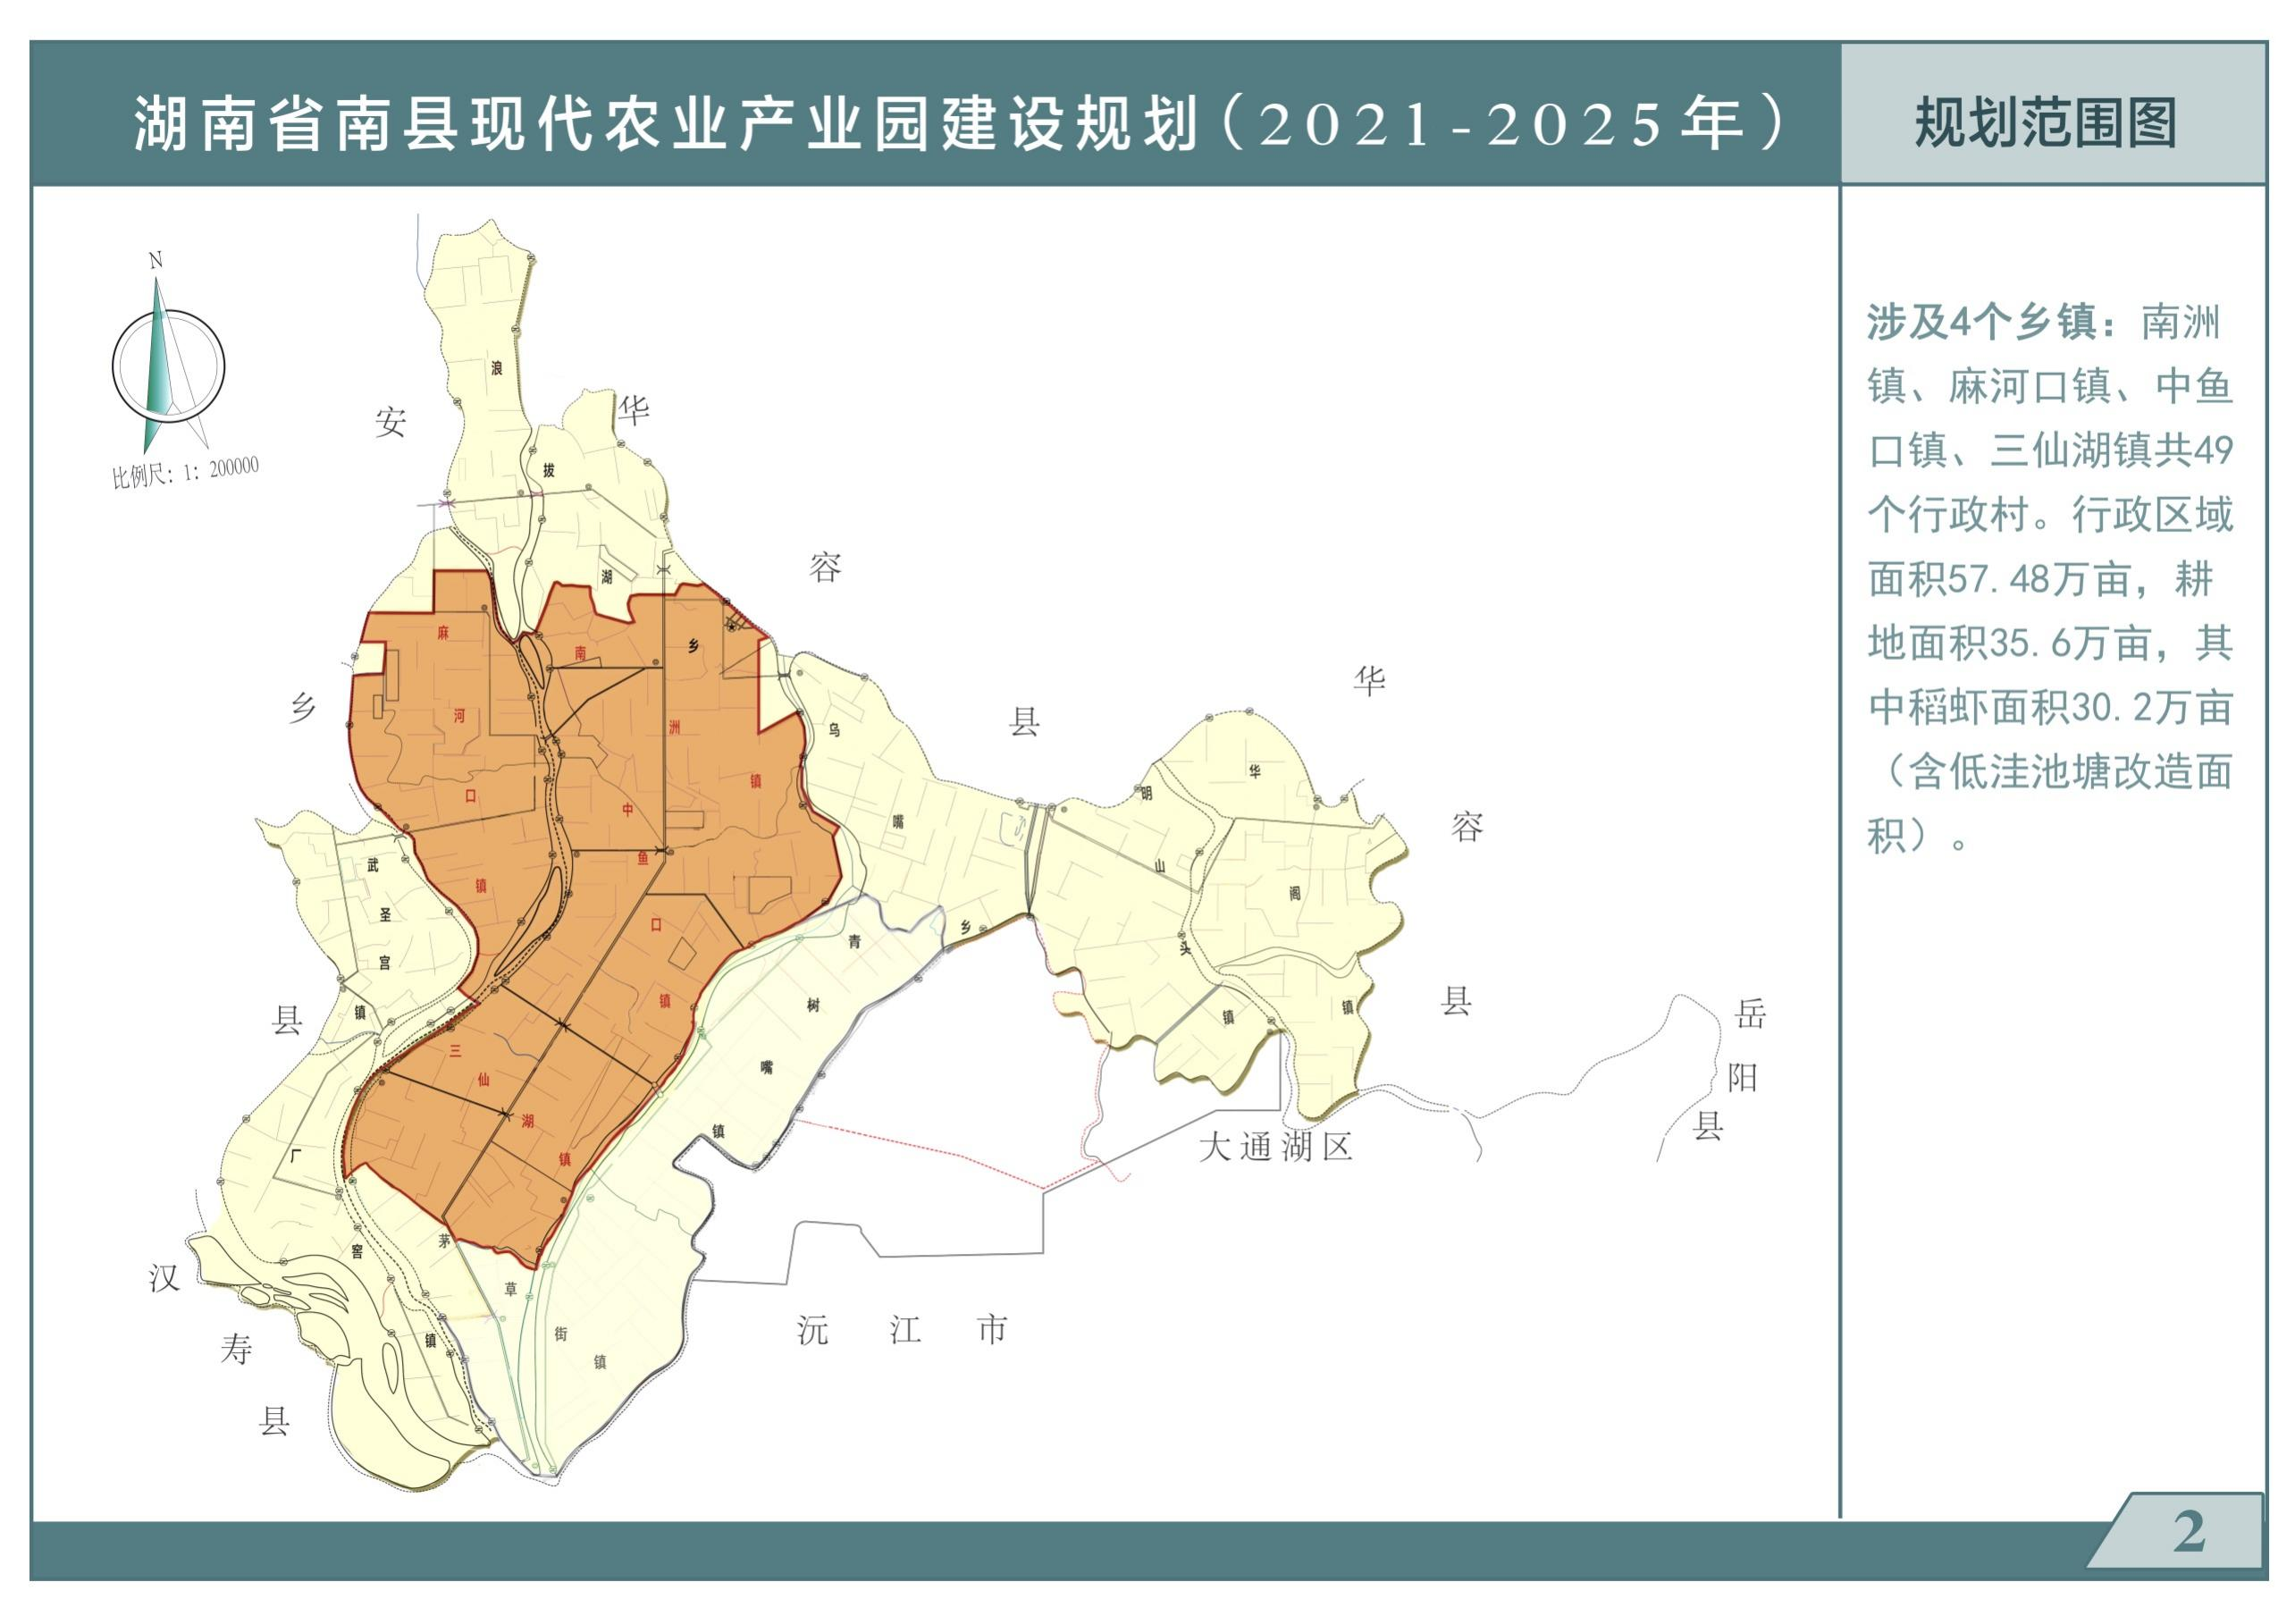 湖南省南县现代农业产业园建设规划（2021-2025年）
规划范围图
N
比例尺：1：200000
涉及4个乡镇：南洲
镇、麻河口镇、中鱼
口镇、三仙湖镇共49
个行政村。行政区域
面积57.48万亩，耕
地面积35.6万亩，其
中稻虾面积30.2万亩
（含低洼池塘改造面
积）。
安乡县
华容县
华容县
岳阳县
大通湖区
沅江市
汉寿县
浪拔湖乡
麻河口镇
南洲镇
中鱼口镇
三仙湖镇
乌嘴乡
明山头镇
华阁镇
青树嘴镇
武圣宫镇
厂窖镇
茅草街镇
2